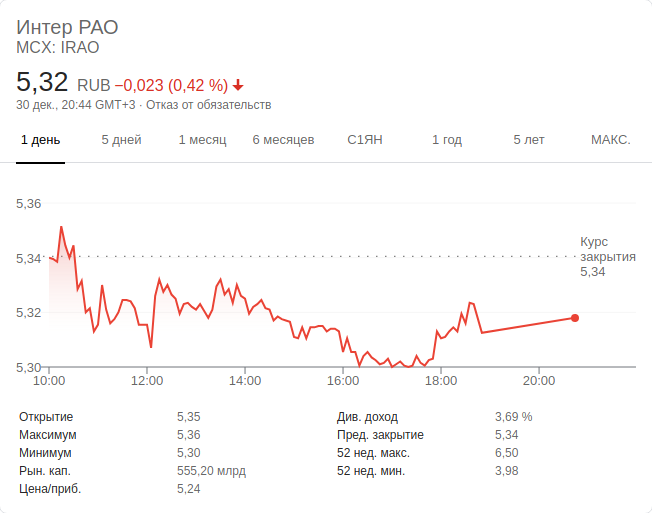 Интер РАО
MCX: IRAO
5,32 RUB −0,023 (0,42 %)
30 дек., 20:44 GMT+3 · Отказ от обязательств
1 день 5 дней 1 месяц 6 месяцев С1ЯН 1 год 5 лет МАКС.
5,36
5,34
5,32
5,30
Курс
закрытия
5,34
10:00 12:00 14:00 16:00 18:00 20:00
Открытие 5,35 Див. доход 3,69 %
Максимум 5,36 Пред. закрытие 5,34
Минимум 5,30 52 нед. макс. 6,50
Рын. кап. 555,20 млрд 52 нед. мин. 3,98
Цена/приб. 5,24